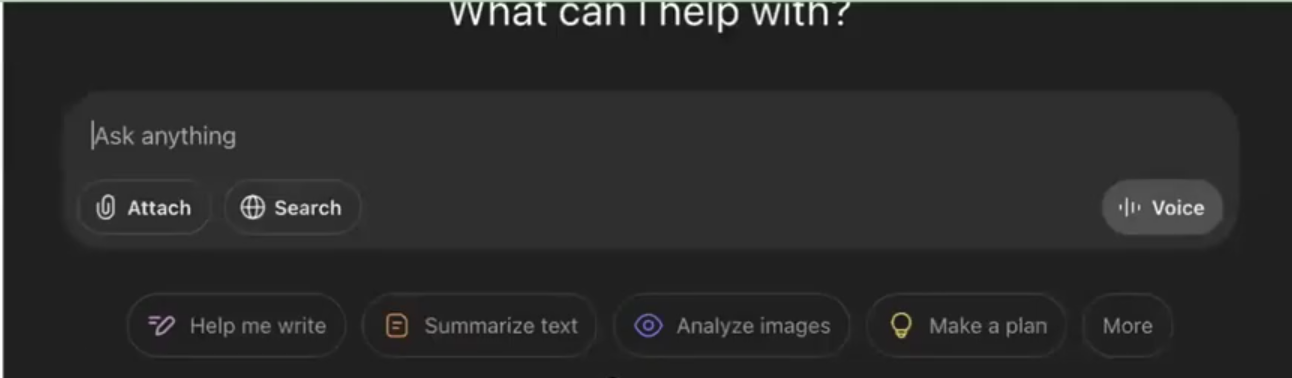 What can I help with?
Ask anything
Attach Search Voice
Help me write Summarize text Analyze images Make a plan More